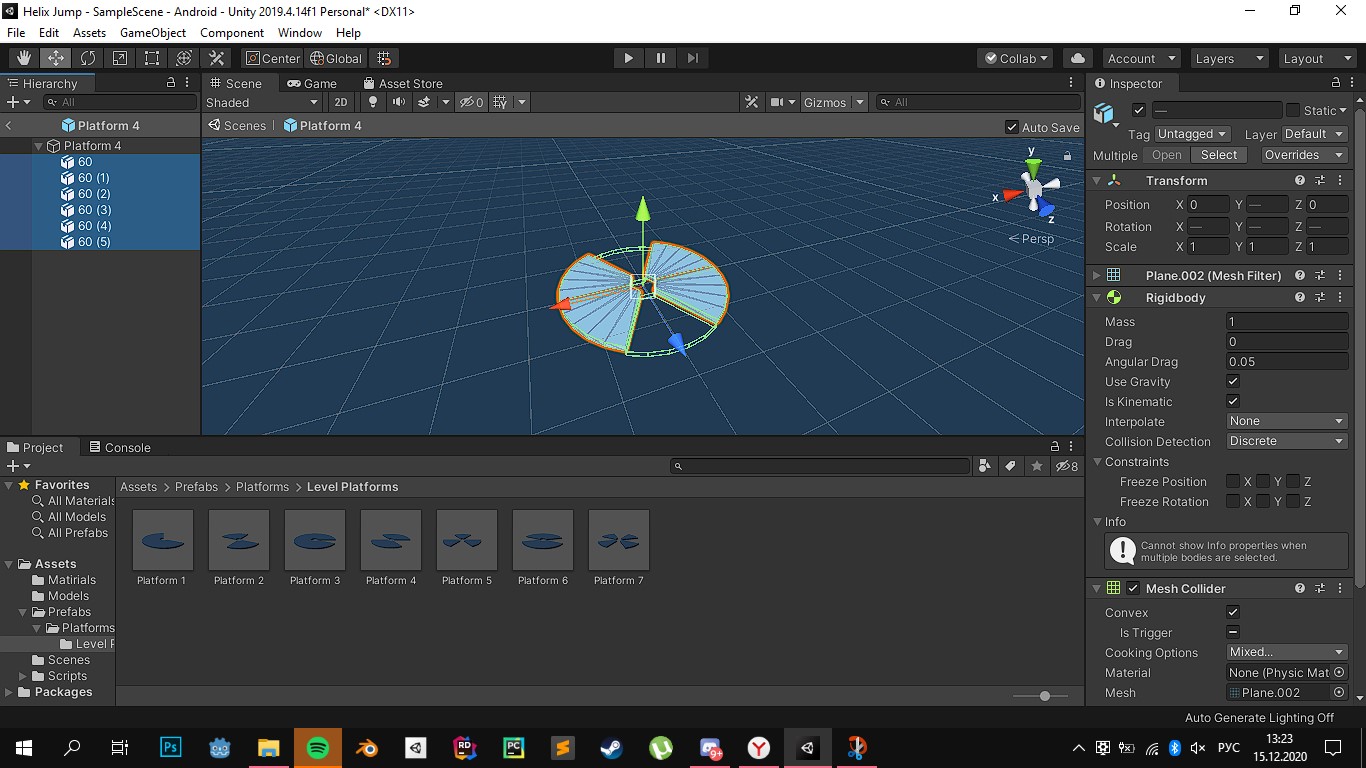 Helix Jump - SampleScene - Android - Unity 2019.4.14f1 Personal* <DX11>
File Edit Assets GameObject Component Window Help
Center Global Collab Account Layers Layout
Hierarchy
All
Platform 4
Platform 4
60
60 (1)
60 (2)
60 (3)
60 (4)
60 (5)
Scene Game Asset Store
Shaded 2D 0 Gizmos All
Scenes Platform 4 Auto Save
y
x
z
Persp
Inspector
— Static
Tag Untagged Layer Default
Multiple Open Select Overrides
Transform
Position X 0 Y — Z 0
Rotation X — Y — Z —
Scale X 1 Y 1 Z 1
Plane.002 (Mesh Filter)
Rigidbody
Mass 1
Drag 0
Angular Drag 0.05
Use Gravity
Is Kinematic
Interpolate None
Collision Detection Discrete
Constraints
Freeze Position X Y Z
Freeze Rotation X Y Z
Info
Cannot show Info properties when
multiple bodies are selected.
Mesh Collider
Convex
Is Trigger
Cooking Options Mixed...
Material None (Physic Mat
Mesh Plane.002
Project Console
8
Favorites
All Materials
All Models
All Prefabs
Assets
Matirials
Models
Prefabs
Platforms
Level P
Scenes
Scripts
Packages
Assets > Prefabs > Platforms > Level Platforms
Platform 1 Platform 2 Platform 3 Platform 4 Platform 5 Platform 6 Platform 7
Auto Generate Lighting Off
Ps
RD
PC
9+
Y
РУС
13:23
15.12.2020